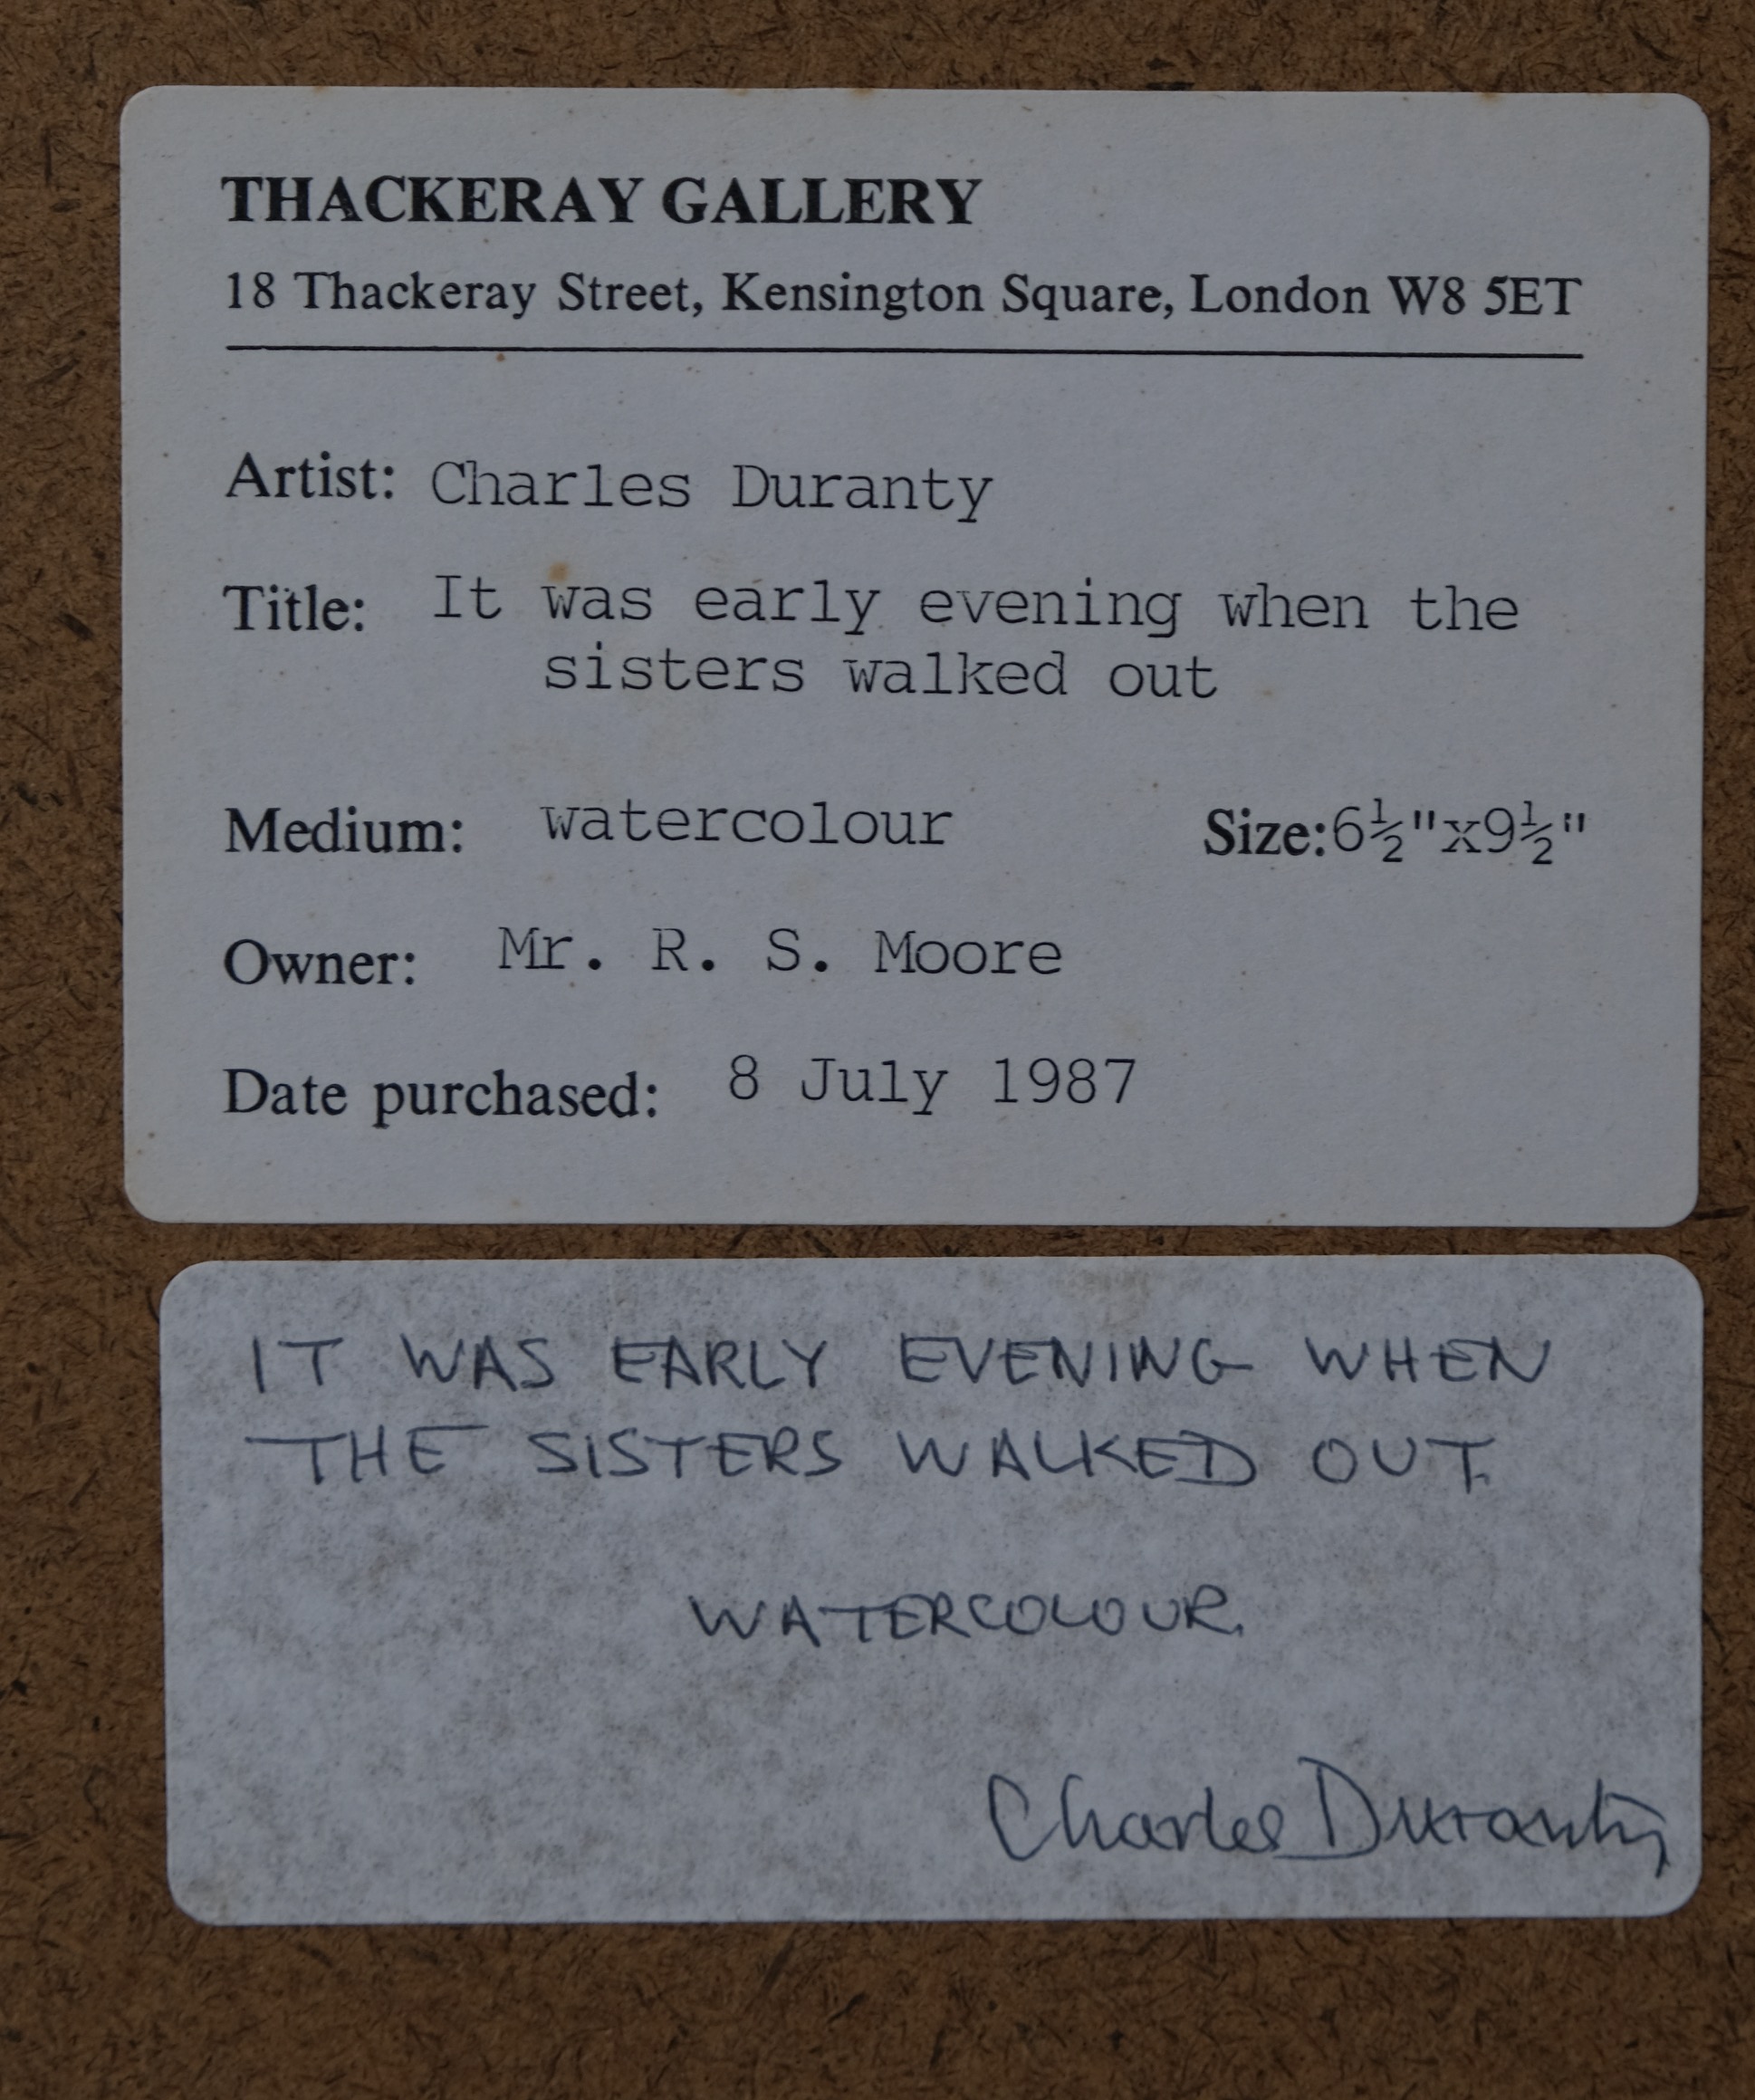 THACKERAY GALLERY
18 Thackeray Street, Kensington Square, London W8 5ET
Artist: Charles Duranty
Title: It was early evening when the
sisters walked out
Medium: watercolour Size: 6½"x9½"
Owner: Mr. R. S. Moore
Date purchased: 8 July 1987
IT WAS EARLY EVENING WHEN
THE SISTERS WALKED OUT.
WATERCOLOUR.
Charles Duranty